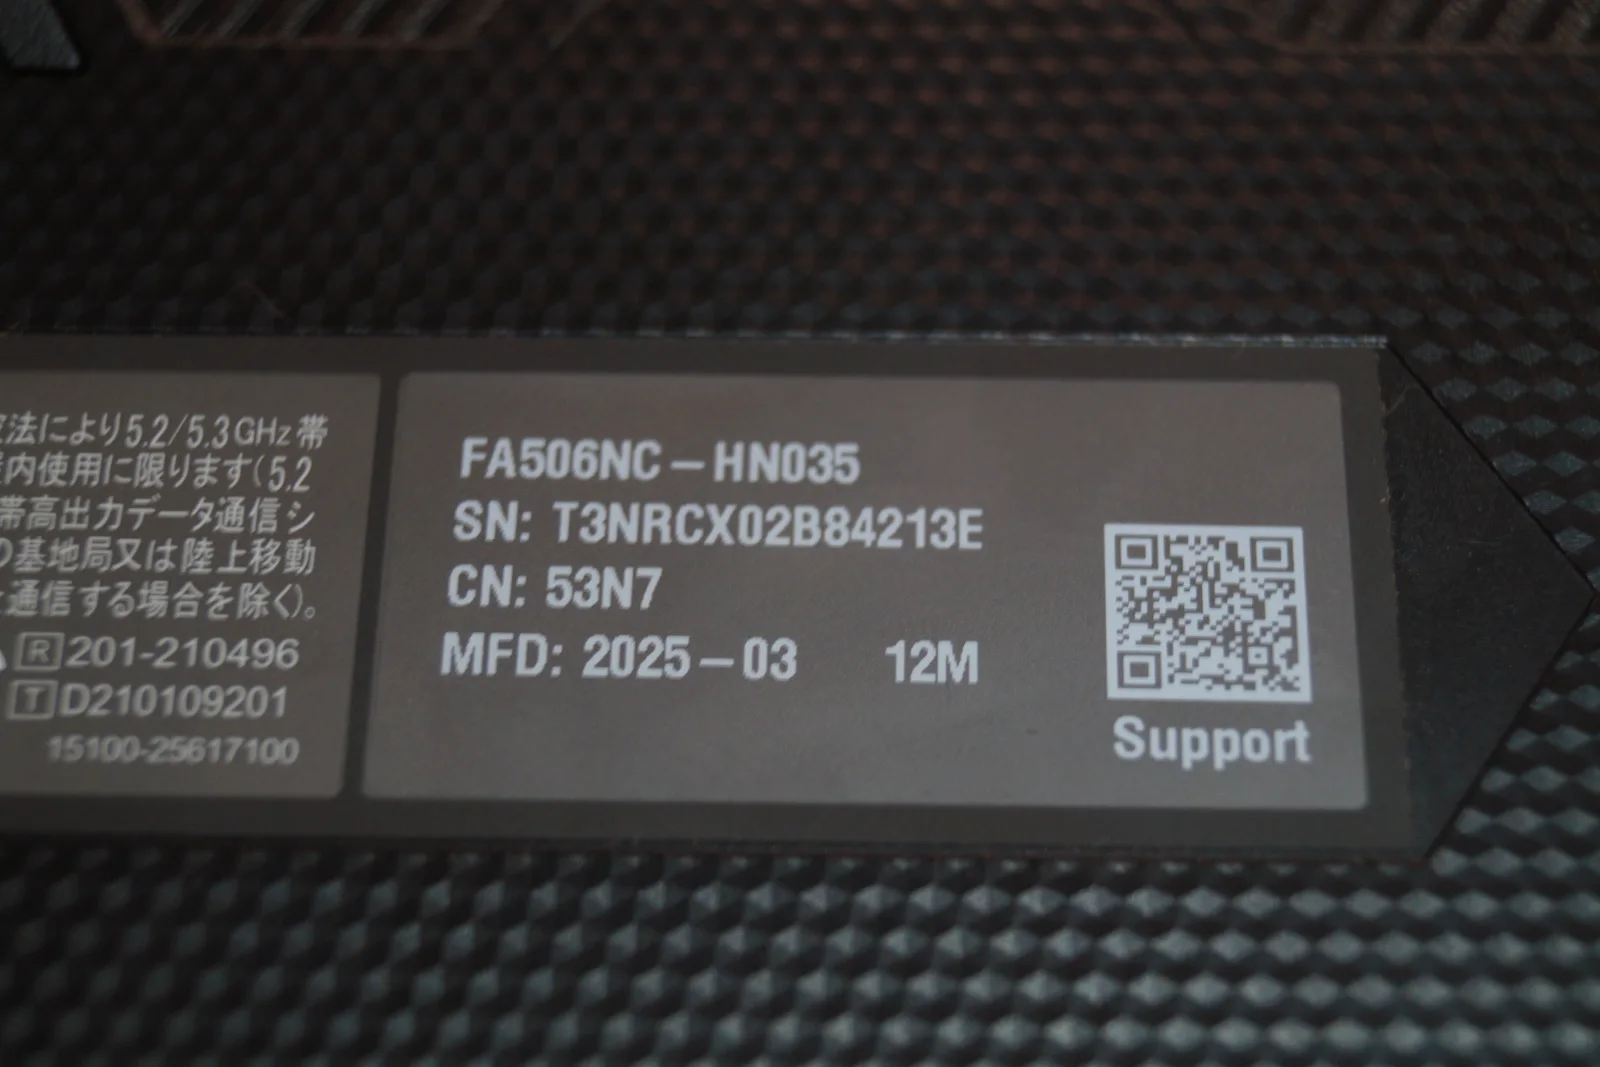 法により5.2/5.3GHz帯
内使用に限ります(5.2
帯高出力データ通信シ
の基地局又は陸上移動
と通信する場合を除く)。
R 201-210496
T D210109201
15100-25617100
FA506NC-HN035
SN: T3NRCX02B84213E
CN: 53N7
MFD: 2025-03 12M
Support